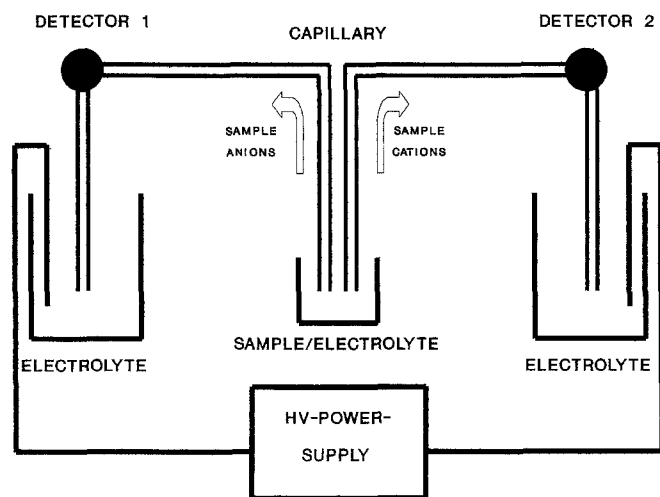 DETECTOR 1
CAPILLARY
DETECTOR 2
SAMPLE
ANIONS
SAMPLE
CATIONS
ELECTROLYTE
SAMPLE/ELECTROLYTE
ELECTROLYTE
HV-POWER-
SUPPLY